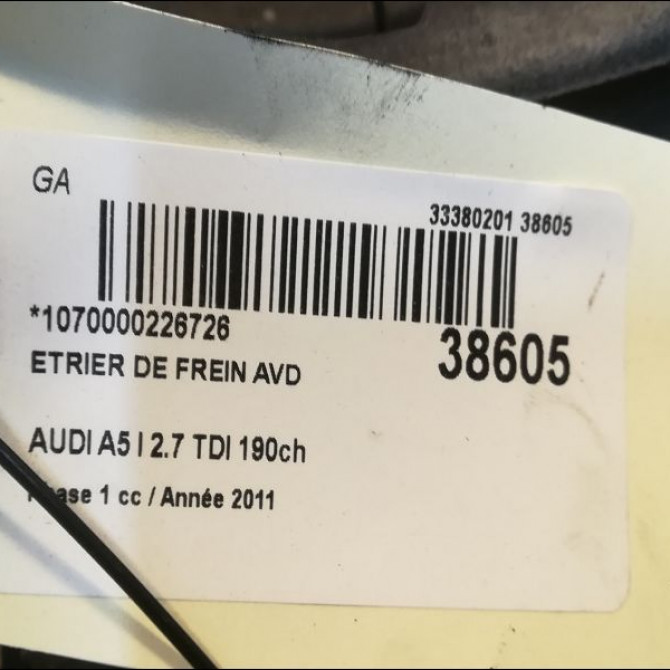 GA
33380201 38605
*1070000226726
38605
ETRIER DE FREIN AVD
AUDI A5 I 2.7 TDI 190ch
1 cc / Année 2011